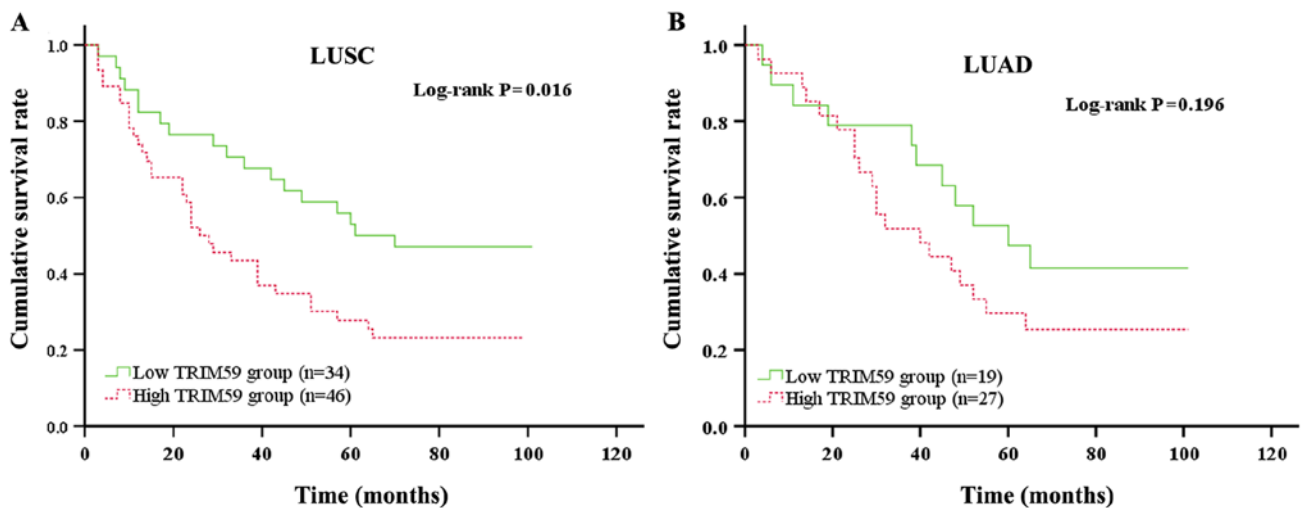 A
LUSC
Log-rank P=0.016
Cumulative survival rate
1.0
0.8
0.6
0.4
0.2
0.0
Low TRIM59 group (n=34)
High TRIM59 group (n=46)
0 20 40 60 80 100 120
Time (months)
B
LUAD
Log-rank P=0.196
Cumulative survival rate
1.0
0.8
0.6
0.4
0.2
0.0
Low TRIM59 group (n=19)
High TRIM59 group (n=27)
0 20 40 60 80 100 120
Time (months)